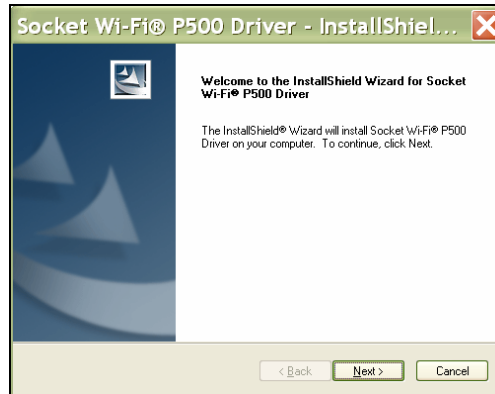 Socket Wi-Fi® P500 Driver - InstallShiel...
Welcome to the InstallShield Wizard for Socket
Wi-Fi® P500 Driver
The InstallShield® Wizard will install Socket Wi-Fi® P500
Driver on your computer. To continue, click Next.
< Back
Next >
Cancel